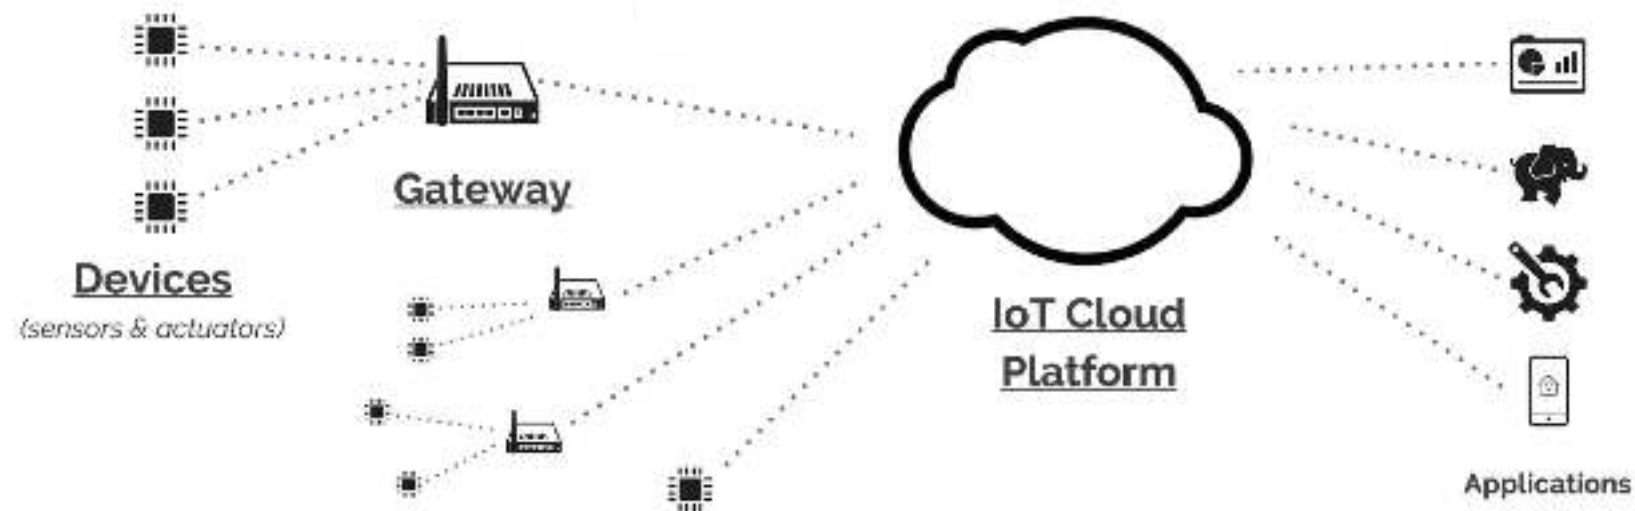 Gateway
Devices
(sensors & actuators)
IoT Cloud
Platform
Applications